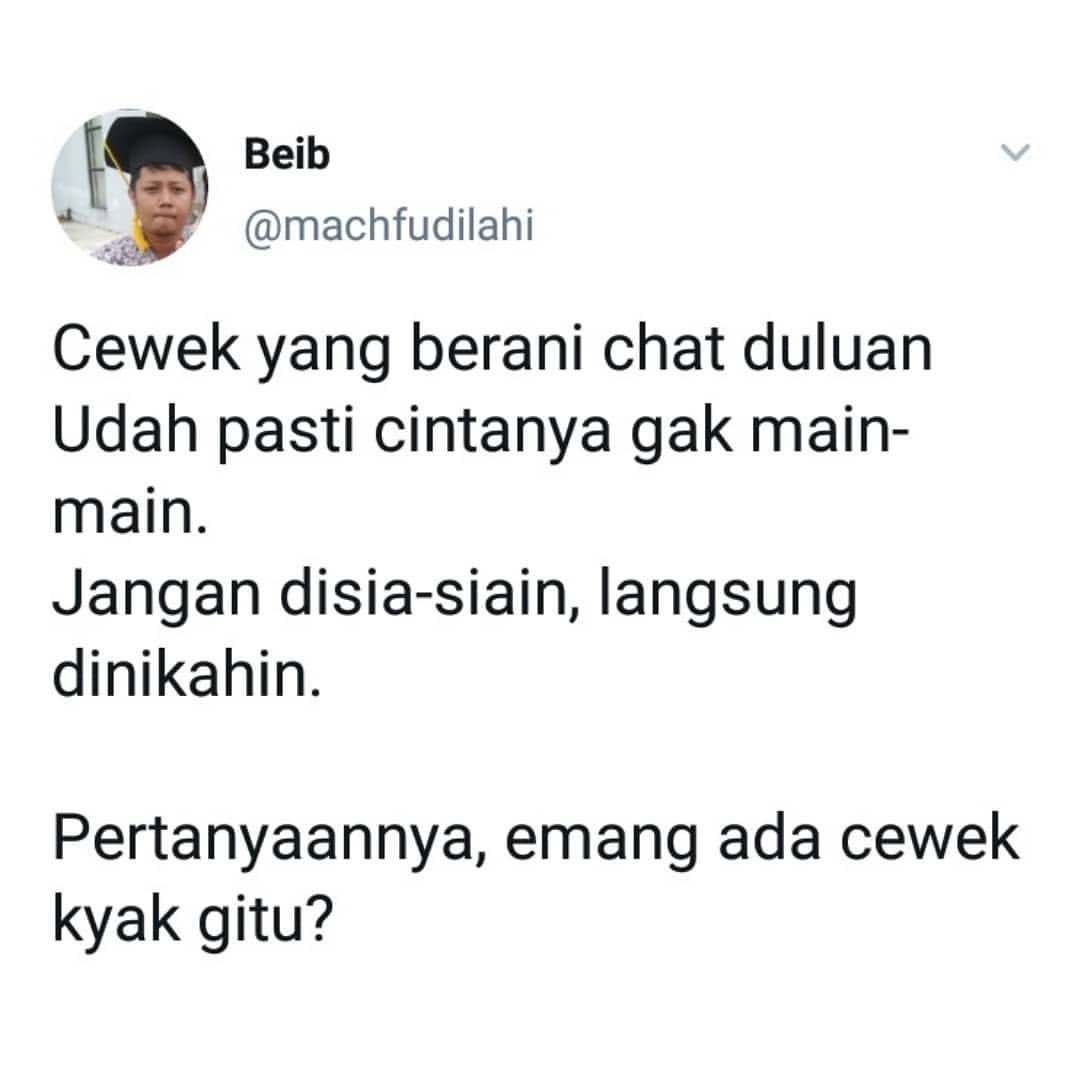 Beib
@machfudilahi
Cewek yang berani chat duluan
Udah pasti cintanya gak main-
main.
Jangan disia-siain, langsung
dinikahin.
Pertanyaannya, emang ada cewek
kyak gitu?